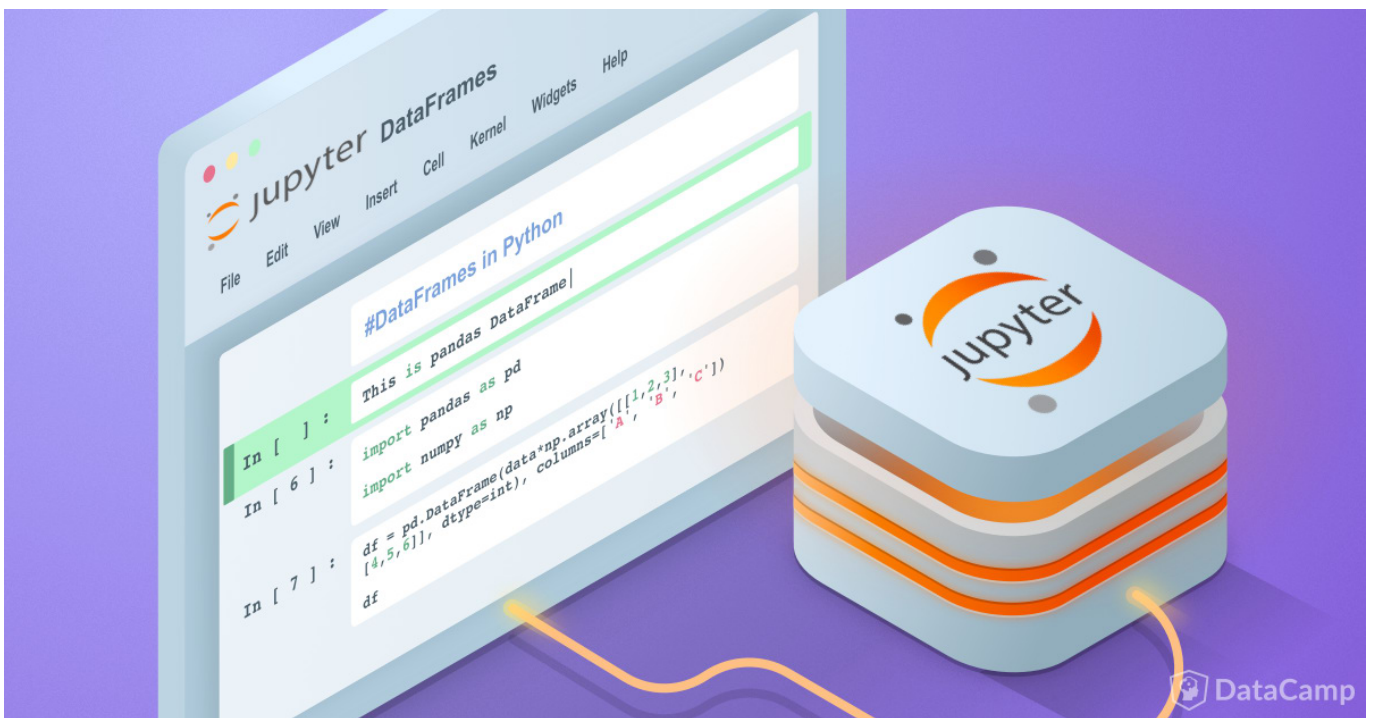 jupyter DataFrames
File Edit View Insert Cell Kernel Widgets Help
#DataFrames in Python
In [ ] : This is pandas DataFrame
In [ 6 ] : import pandas as pd
import numpy as np
In [ 7 ] : df = pd.DataFrame(data*np.array([[1,2,3],
[4,5,6]], dtype=int), columns=['A', 'B', 'C'])
df
jupyter
DataCamp